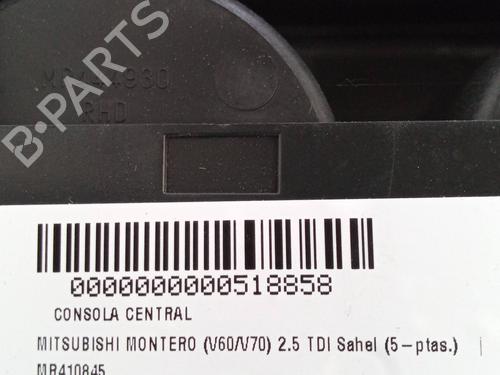 B-PARTS
RHD
0000000000518858
CONSOLA CENTRAL
MITSUBISHI MONTERO (V60/V70) 2.5 TDI Sahel (5-ptas.) |
MR410845